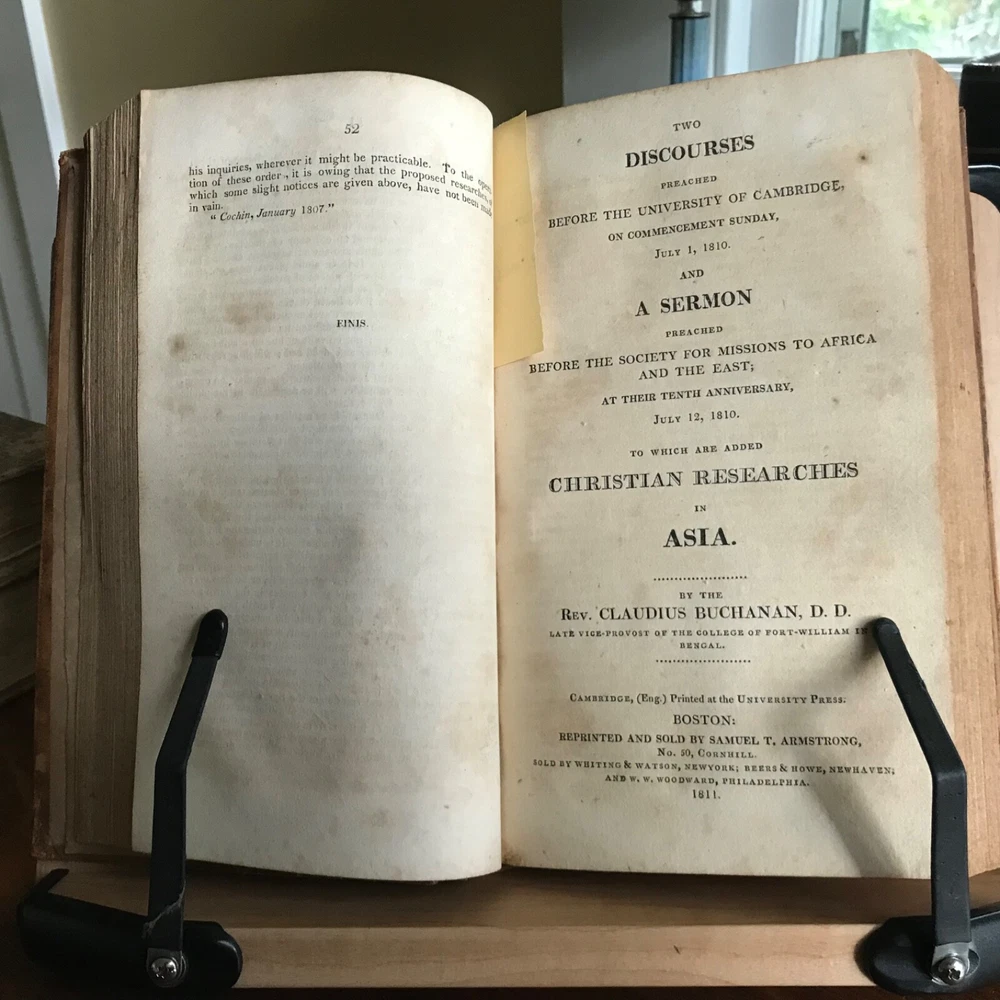 52
his inquiries, wherever it might be practicable. To the opera-
tion of these order , it is owing that the proposed researches, of
which some slight notices are given above, have not been made
in vain.
"Cochin, January 1807."
FINIS.
TWO
DISCOURSES
PREACHED
BEFORE THE UNIVERSITY OF CAMBRIDGE,
ON COMMENCEMENT SUNDAY,
JULY 1, 1810.
AND
A SERMON
PREACHED
BEFORE THE SOCIETY FOR MISSIONS TO AFRICA
AND THE EAST;
AT THEIR TENTH ANNIVERSARY,
JULY 12, 1810.
TO WHICH ARE ADDED
CHRISTIAN RESEARCHES
IN
ASIA.
BY THE
REV. CLAUDIUS BUCHANAN, D. D.
LATE VICE-PROVOST OF THE COLLEGE OF FORT-WILLIAM IN
BENGAL.
CAMBRIDGE, (Eng.) Printed at the UNIVERSITY PRESS.
BOSTON:
REPRINTED AND SOLD BY SAMUEL T. ARMSTRONG,
No. 50, CORNHILL.
SOLD BY WHITING & WATSON, NEWYORK; BEERS & HOWE, NEWHAVEN;
AND W. W. WOODWARD, PHILADELPHIA.
1811.